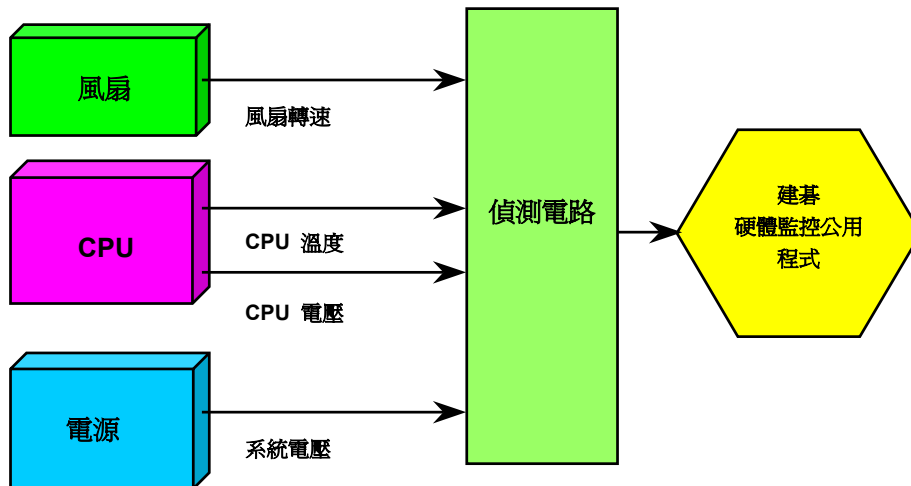 風扇
風扇轉速
CPU
CPU 溫度
CPU 電壓
電源
系統電壓
偵測電路
建碁
硬體監控公用
程式